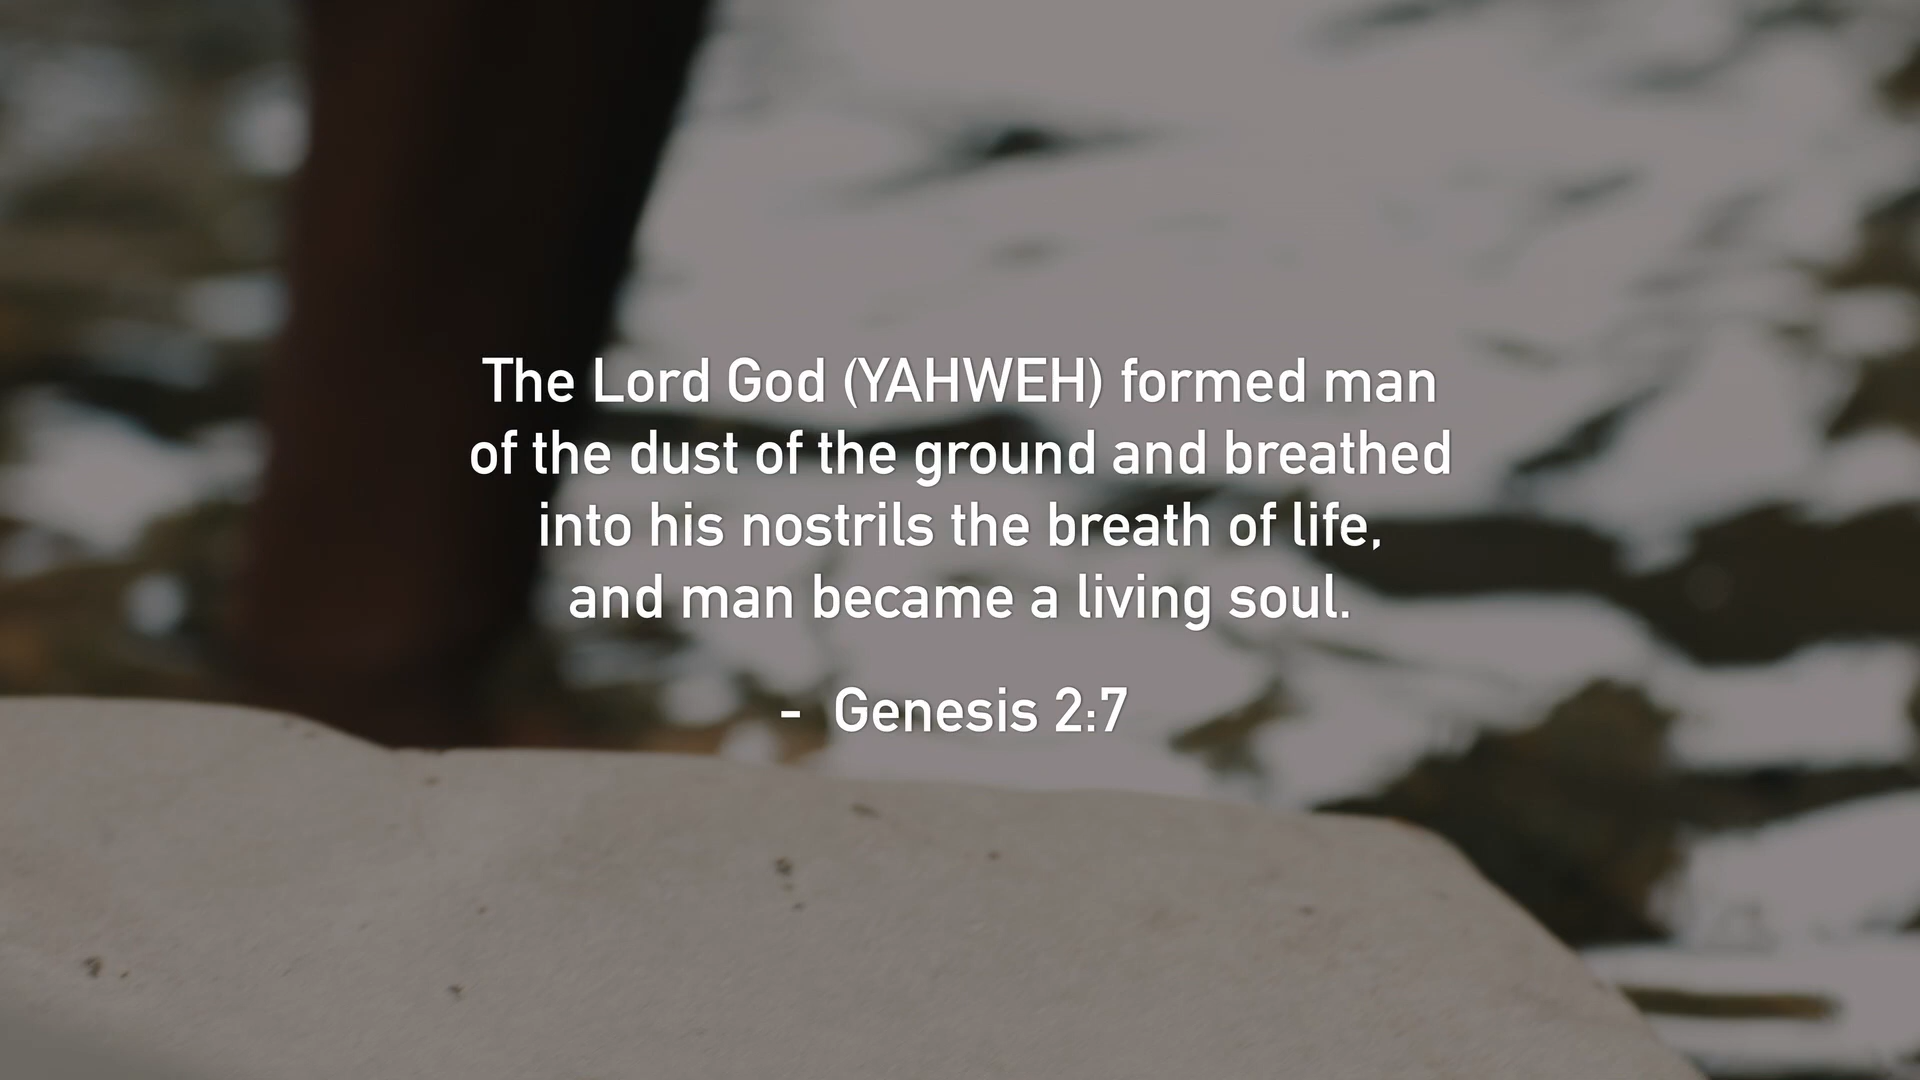 The Lord God (YAHWEH) formed man
of the dust of the ground and breathed
into his nostrils the breath of life,
and man became a living soul.
- Genesis 2:7